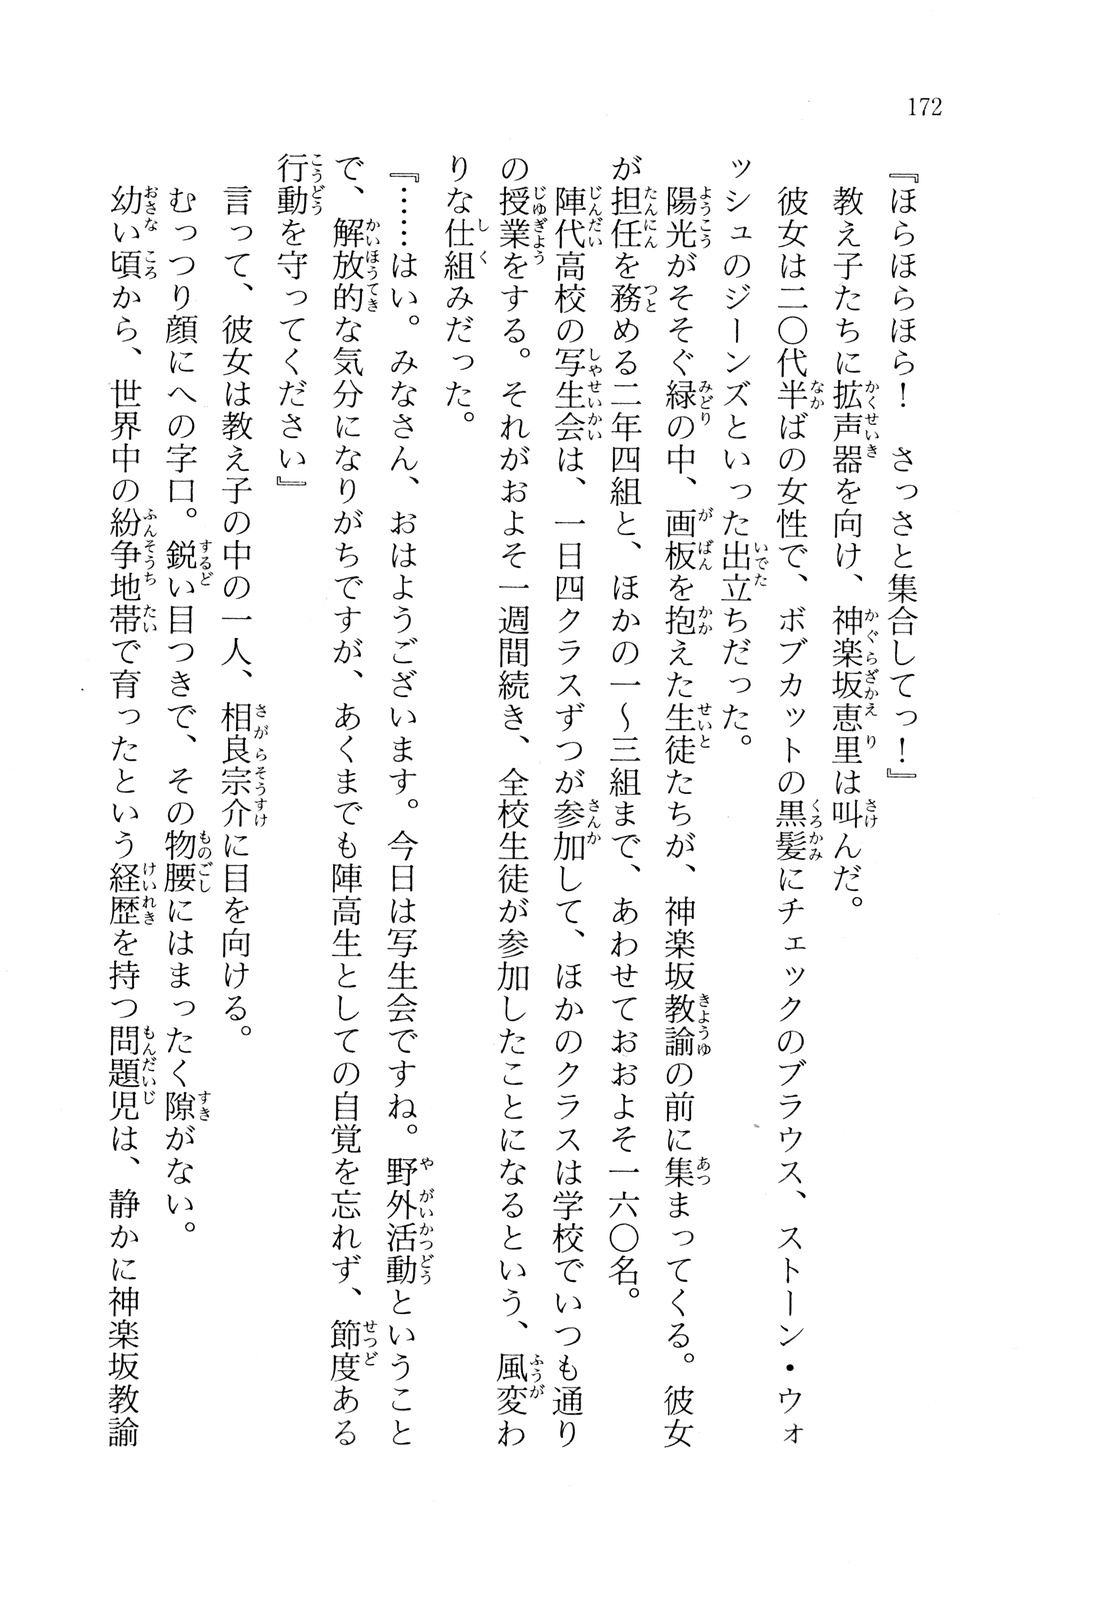 172
『ほらほらほら！　さっさと集合してっ！』
　教え子たちに拡声器を向け、神楽坂恵里は叫んだ。
　彼女は二〇代半ばの女性で、ボブカットの黒髪にチェックのブラウス、ストーン・ウォ
ッシュのジーンズといった出立ちだった。
　陽光がそそぐ緑の中、画板を抱えた生徒たちが、神楽坂教諭の前に集まってくる。彼女
が担任を務める二年四組と、ほかの一〜三組まで、あわせておおよそ一六〇名。
　陣代高校の写生会は、一日四クラスずつが参加して、ほかのクラスは学校でいつも通り
の授業をする。それがおよそ一週間続き、全校生徒が参加したことになるという、風変わ
りな仕組みだった。
『……はい。みなさん、おはようございます。今日は写生会ですね。野外活動ということ
で、解放的な気分になりがちですが、あくまでも陣高生としての自覚を忘れず、節度ある
行動を守ってください』
　言って、彼女は教え子の中の一人、相良宗介に目を向ける。
　むっつり顔にへの字口。鋭い目つきで、その物腰にはまったく隙がない。
　幼い頃から、世界中の紛争地帯で育ったという経歴を持つ問題児は、静かに神楽坂教諭